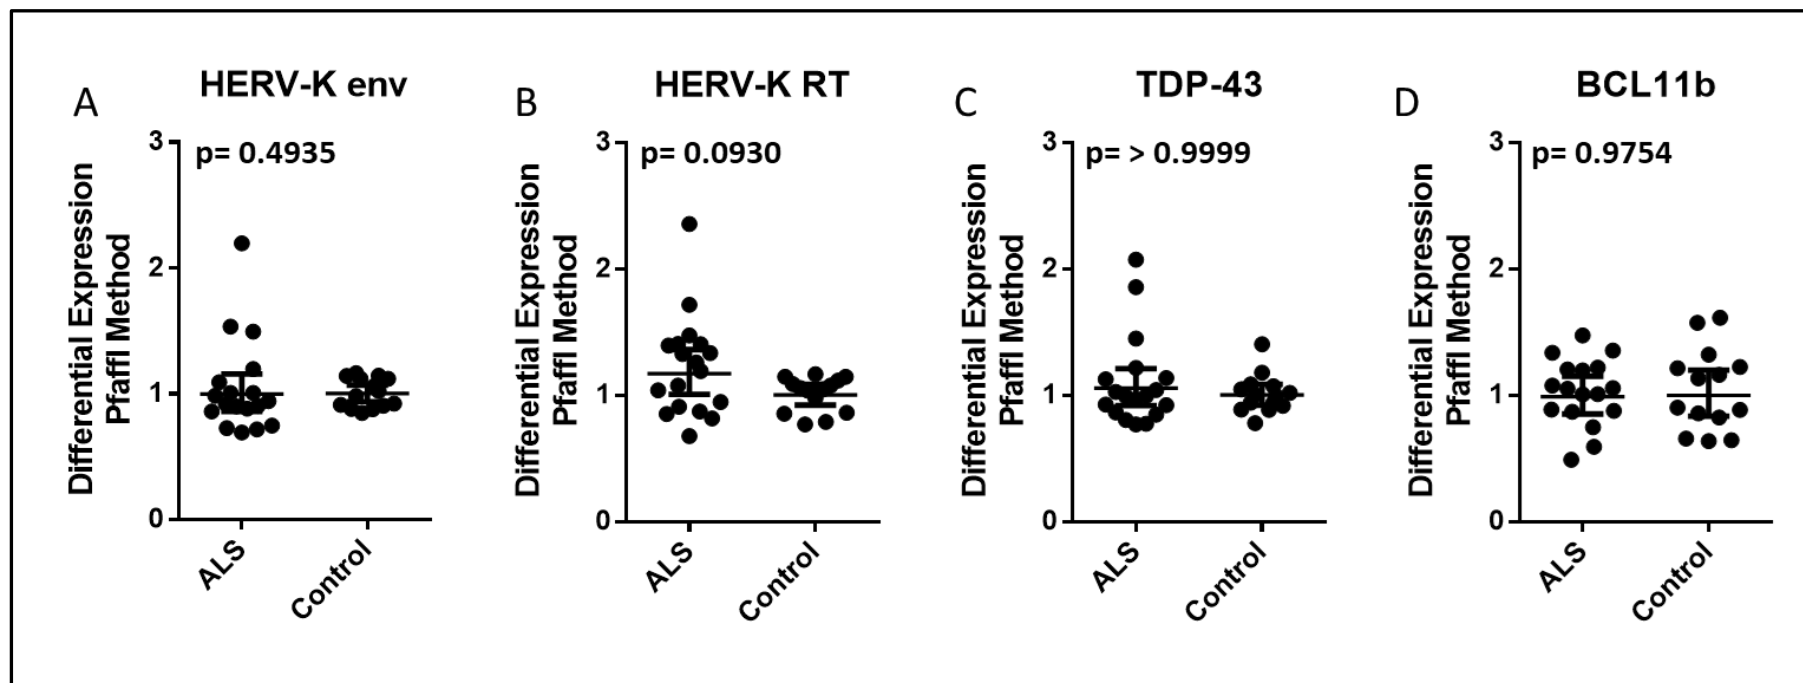 A
HERV-K env
p= 0.4935
Differential Expression
Pfaffl Method
3
2
1
0
ALS
Control
B
HERV-K RT
p= 0.0930
Differential Expression
Pfaffl Method
3
2
1
0
ALS
Control
C
TDP-43
p= > 0.9999
Differential Expression
Pfaffl Method
3
2
1
0
ALS
Control
D
BCL11b
p= 0.9754
Differential Expression
Pfaffl Method
3
2
1
0
ALS
Control